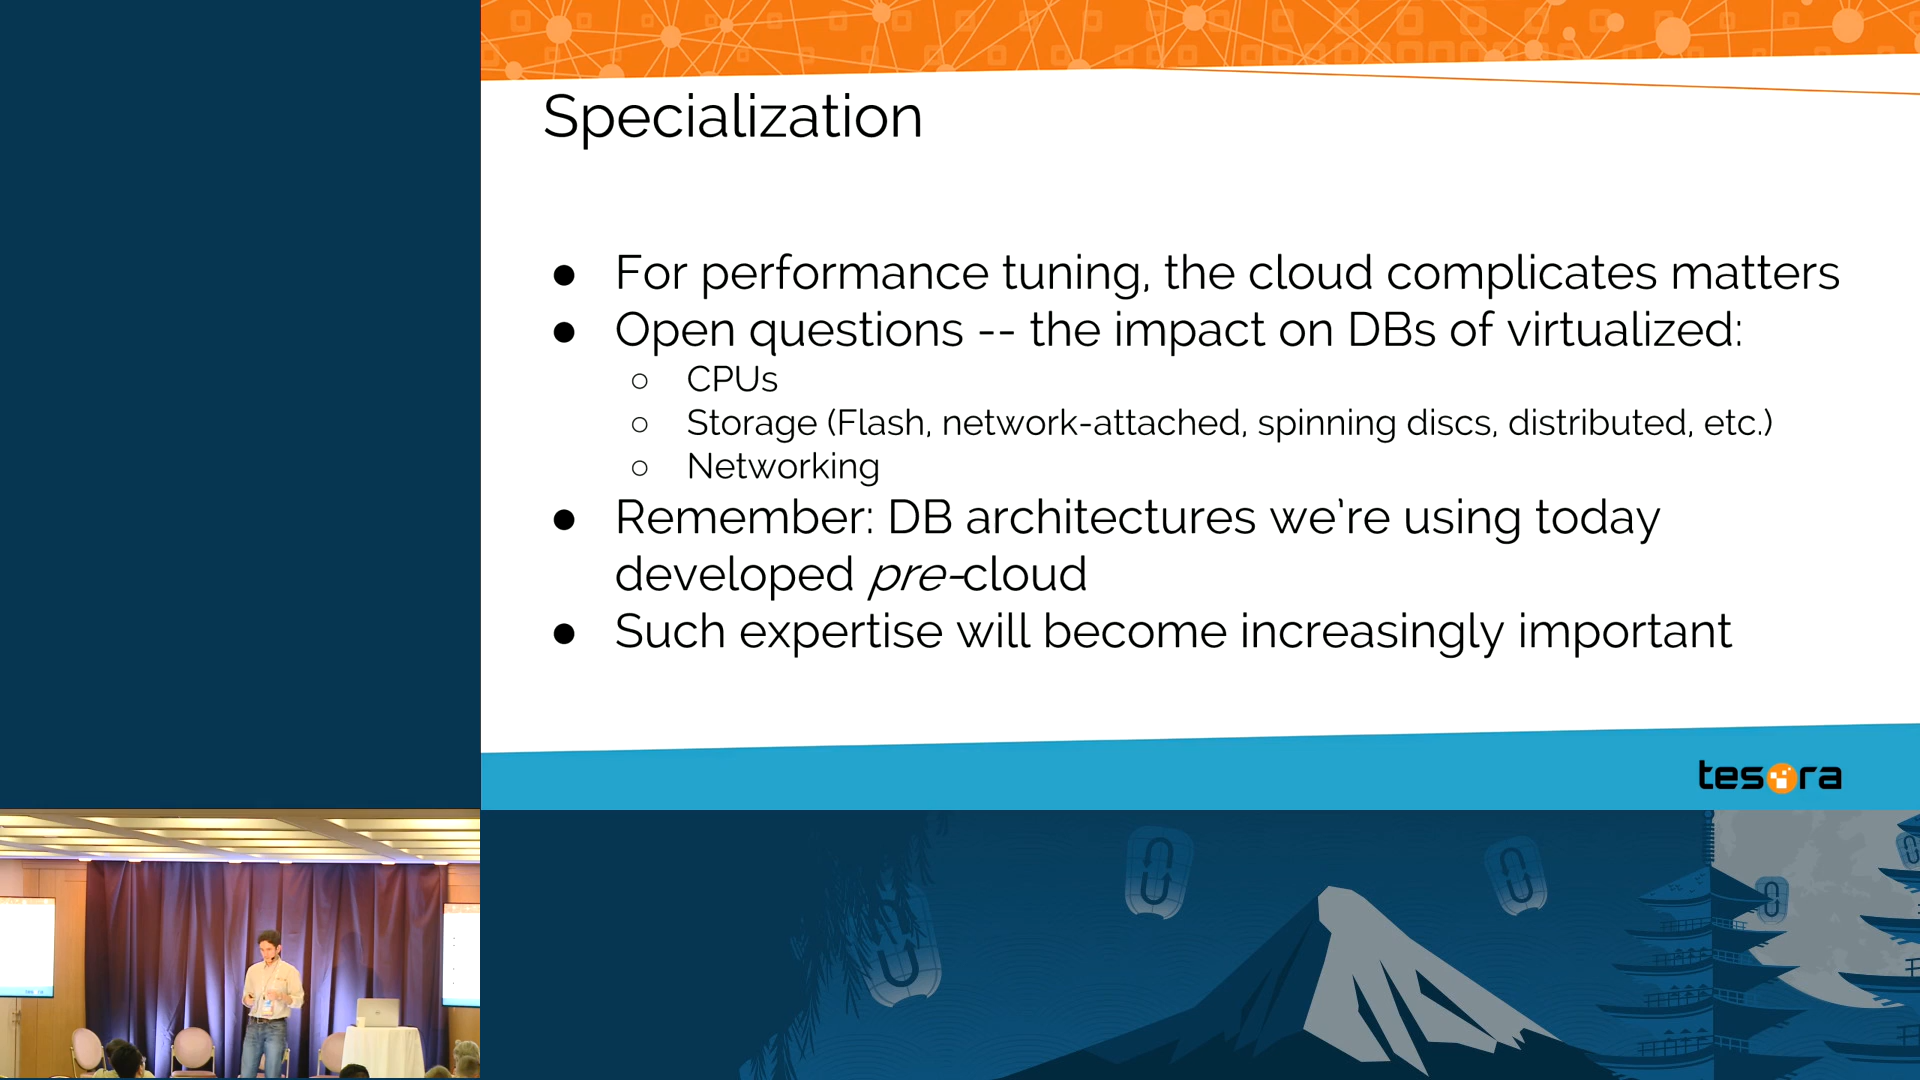 Specialization
● For performance tuning, the cloud complicates matters
● Open questions -- the impact on DBs of virtualized:
○ CPUs
○ Storage (Flash, network-attached, spinning discs, distributed, etc.)
○ Networking
● Remember: DB architectures we're using today
developed pre-cloud
● Such expertise will become increasingly important
tesora